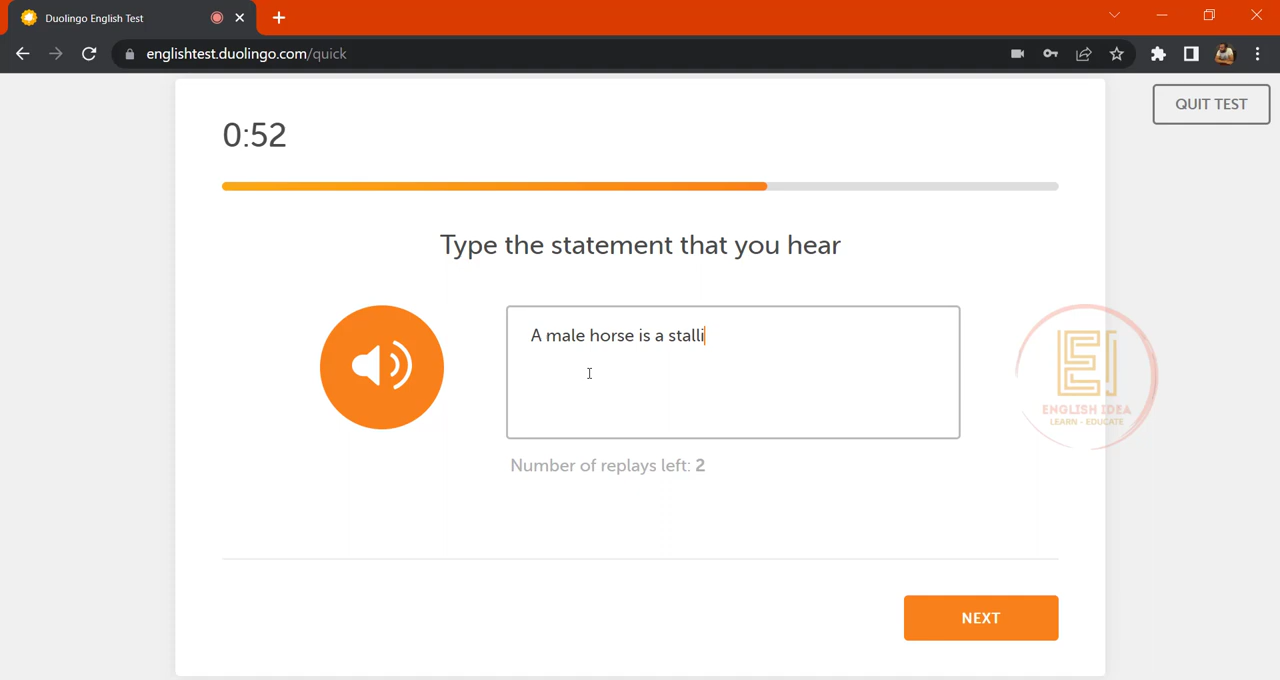 Duolingo English Test
englishtest.duolingo.com/quick
QUIT TEST
0:52
Type the statement that you hear
A male horse is a stalli
ENGLISH IDEA
LEARN - EDUCATE
Number of replays left: 2
NEXT